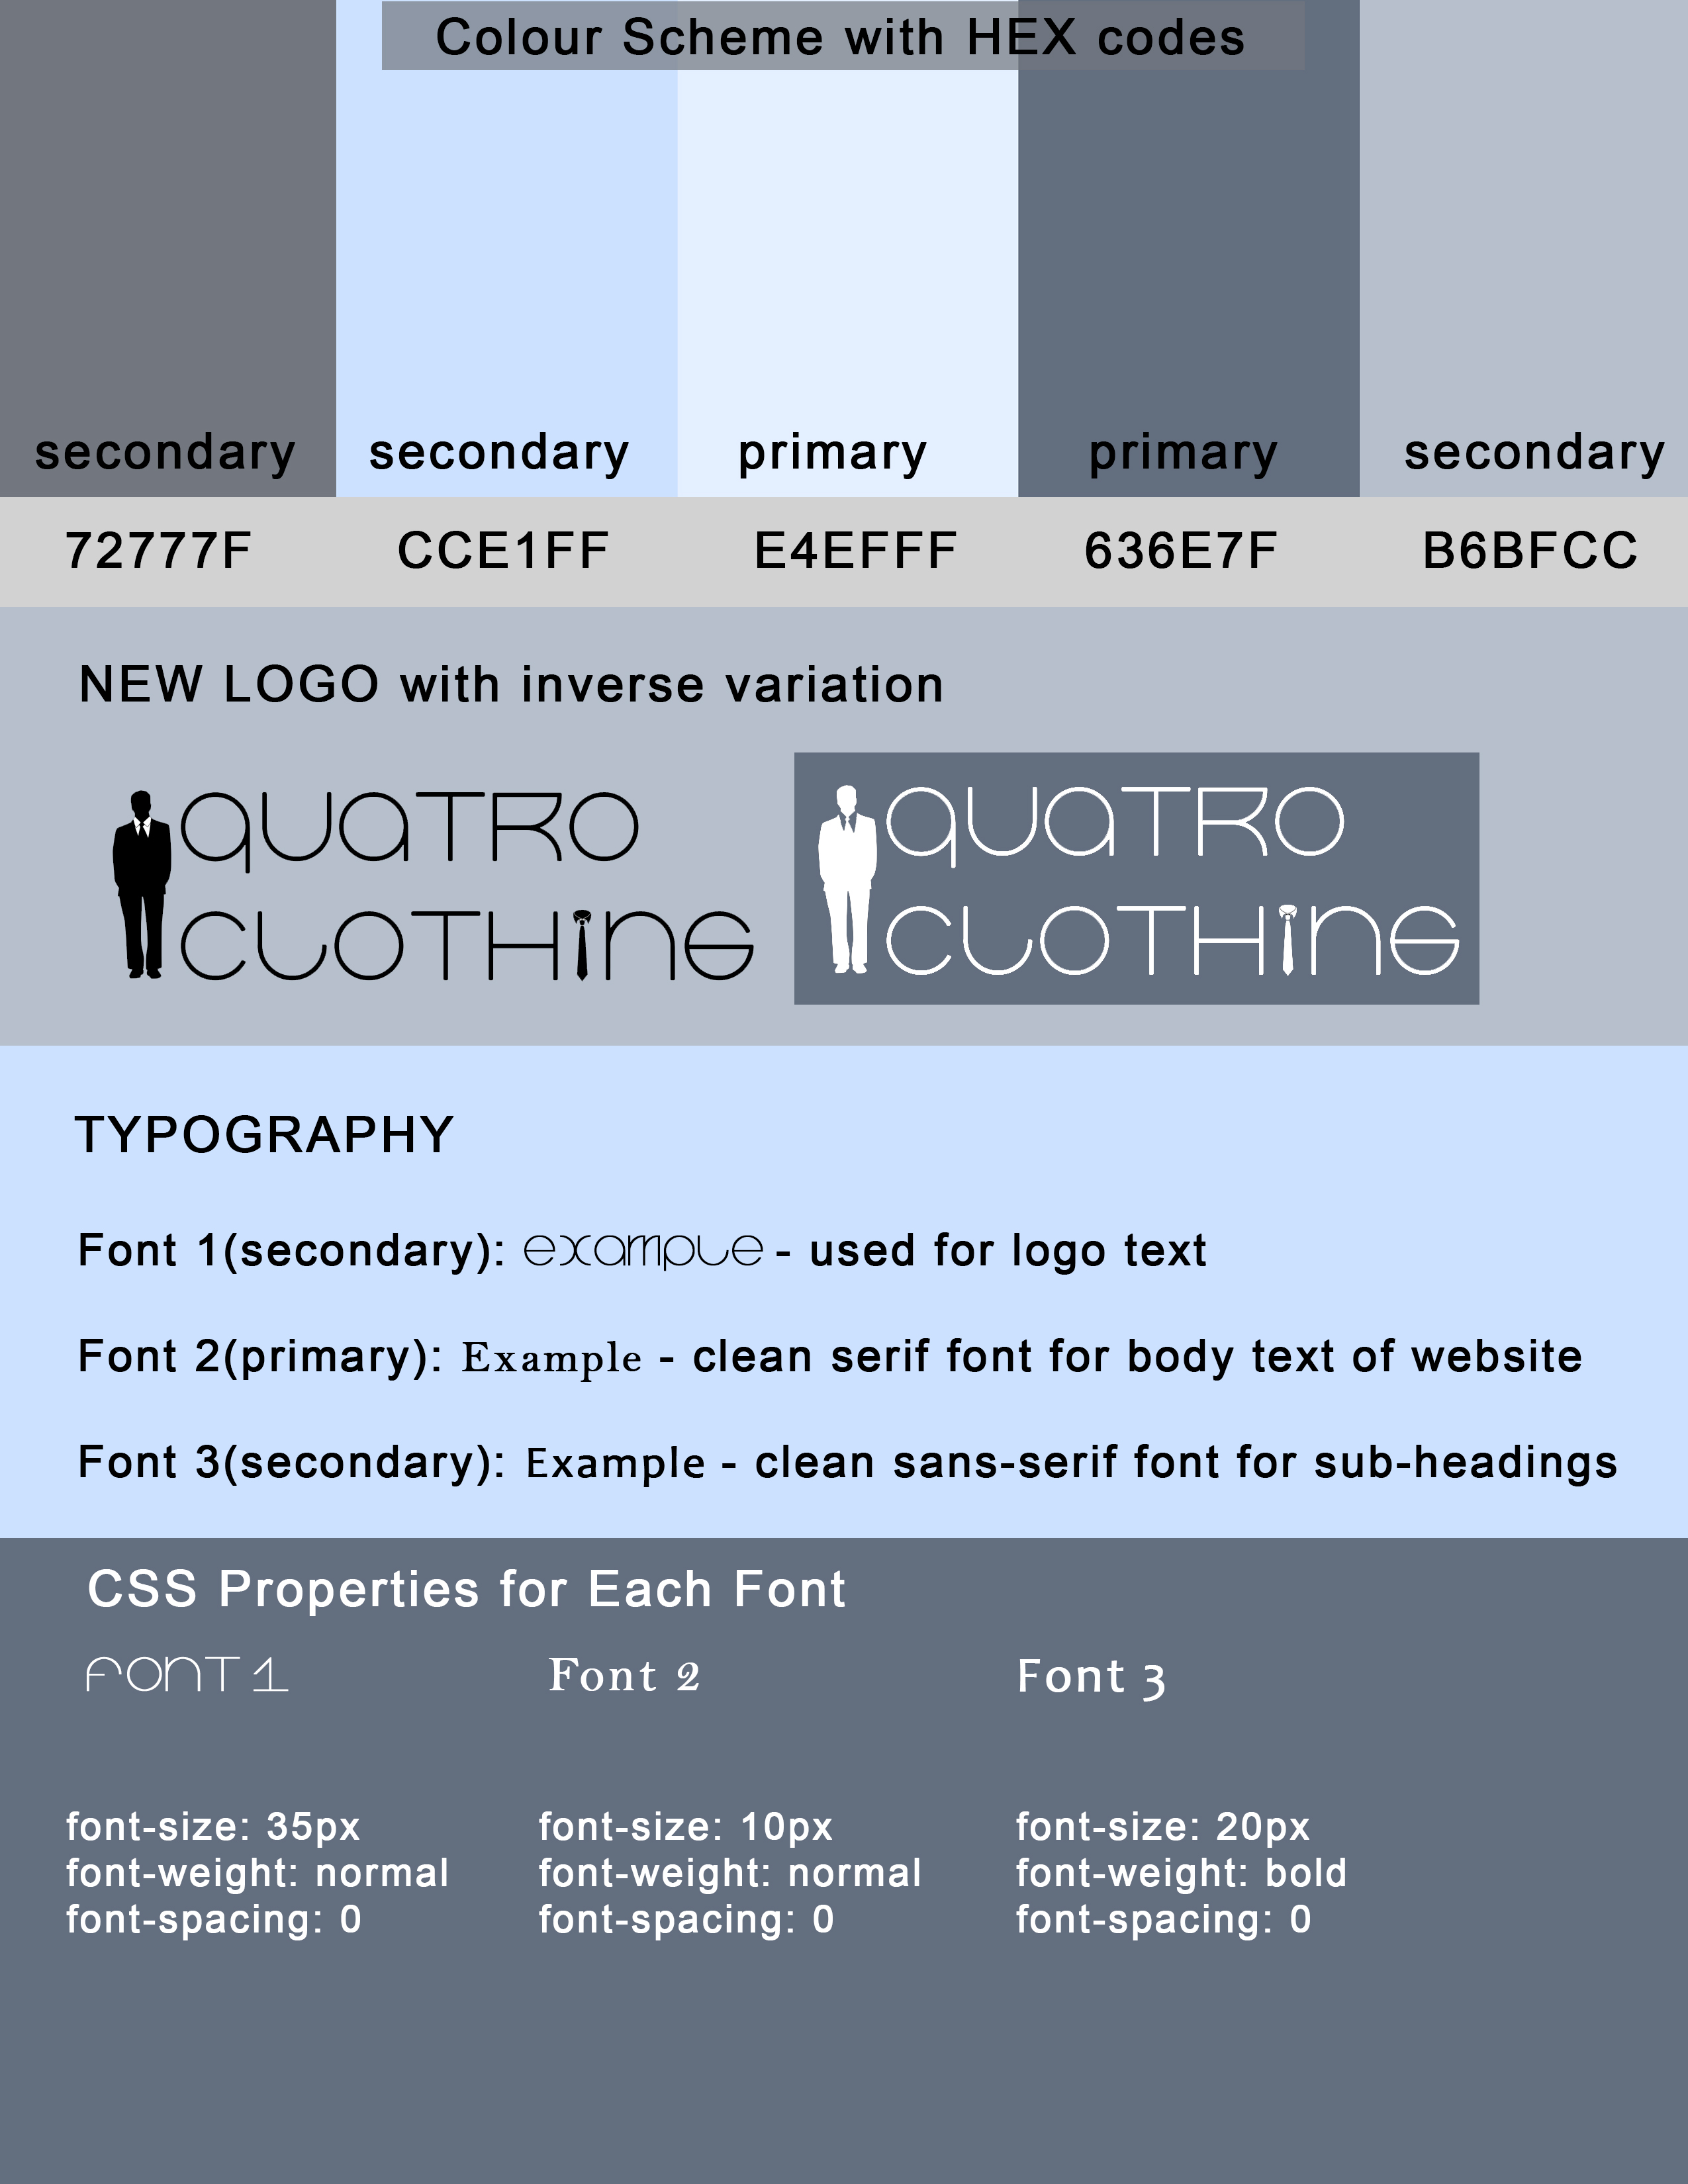 Colour Scheme with HEX codes
secondary secondary primary primary secondary
72777F CCE1FF E4EFFF 636E7F B6BFCC
NEW LOGO with inverse variation
QUATRO QUATRO
CLOTHING CLOTHING
TYPOGRAPHY
Font 1(secondary): example - used for logo text
Font 2(primary): Example - clean serif font for body text of website
Font 3(secondary): Example - clean sans-serif font for sub-headings
CSS Properties for Each Font
Font 1 Font 2 Font 3
font-size: 35px font-size: 10px font-size: 20px
font-weight: normal font-weight: normal font-weight: bold
font-spacing: 0 font-spacing: 0 font-spacing: 0